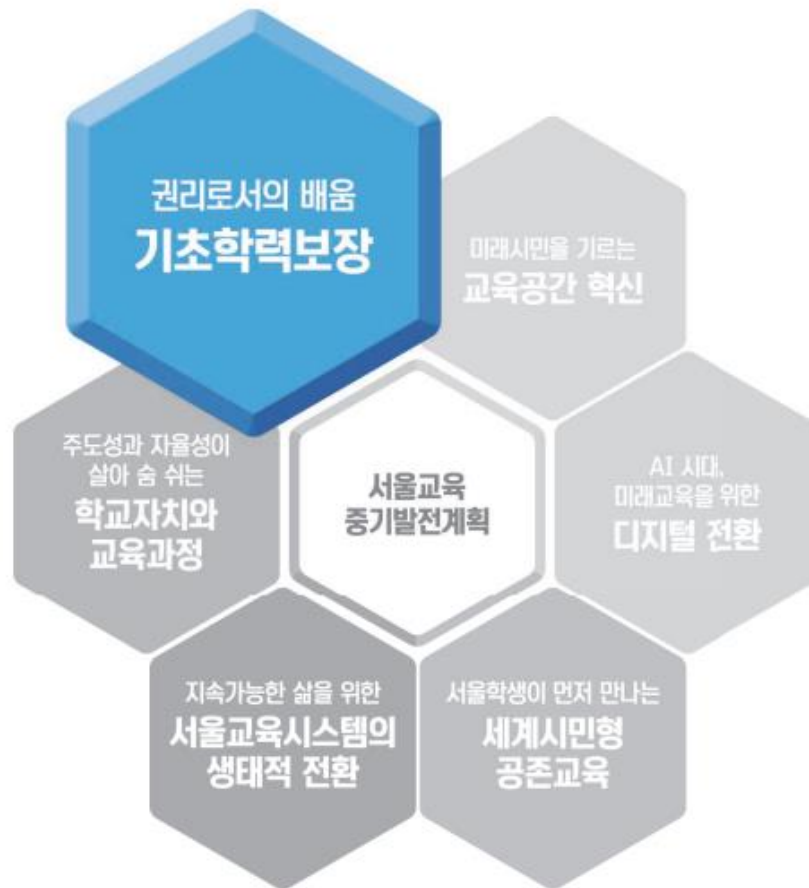 권리로서의 배움
기초학력보장
미래시민을 기르는
교육공간 혁신
주도성과 자율성이
살아 숨 쉬는
학교자치와
교육과정
서울교육
중기발전계획
AI 시대,
미래교육을 위한
디지털 전환
지속가능한 삶을 위한
서울교육시스템의
생태적 전환
서울학생이 먼저 만나는
세계시민형
공존교육